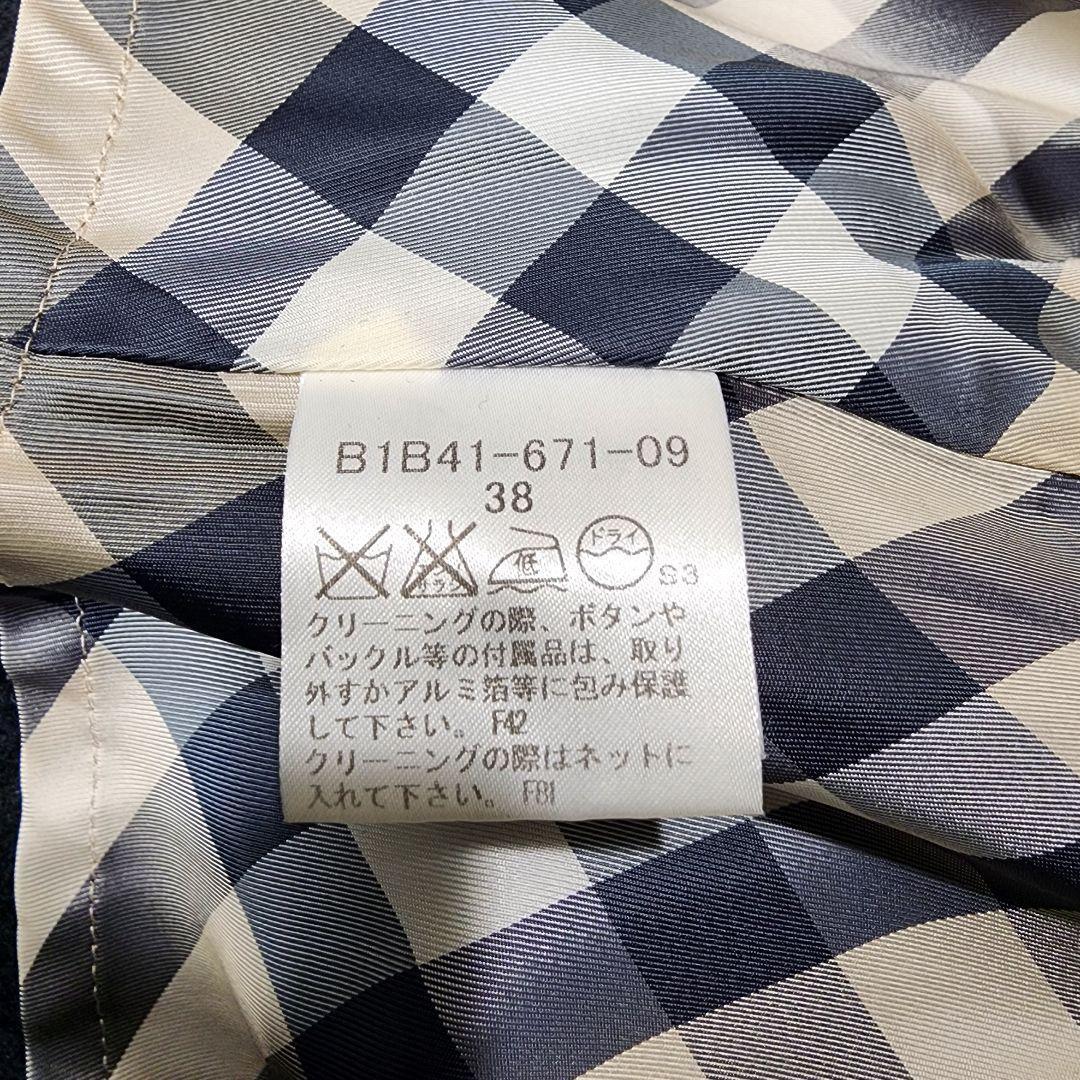 B1B41-671-09
38
エンソ
低
ドライ
S3
クリーニングの際、ボタンや
バックル等の付属品は、取り
外すかアルミ箔等に包み保護
して下さい。 F42
クリーニングの際はネットに
入れて下さい。 F81